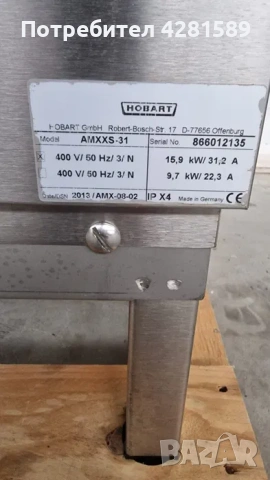 Потребител 4281589
HOBART
HOBART GmbH Robert-Bosch-Str. 17 D-77656 Offenburg
Model AMXXS-31 Serial No 866012135
x 400 V/ 50 Hz/ 3/ N 15,9 kW/ 31,2 A
400 V/ 50 Hz/ 3/ N 9,7 kW/ 22,3 A
2013 / AMX-08-02 IP X4 Made in Germany CE
BAZAR